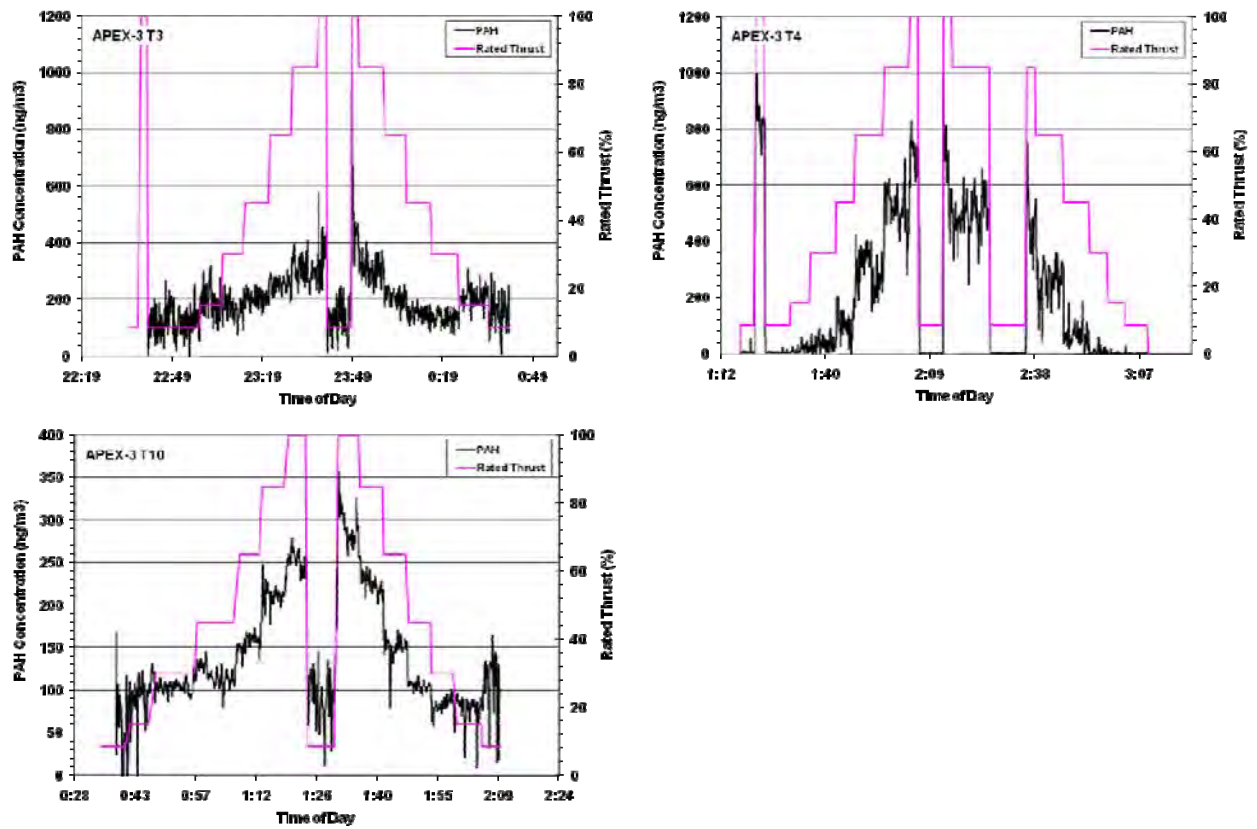 APEX-3 T3
PAH
Rated Thrust
PAH Concentration (ng/m3)
1200
1000
800
600
400
200
0
100
80
60
40
20
0
Rated Thrust (%)
22:19 22:49 23:19 23:49 0:19 0:49
Time of Day
APEX-3 T4
PAH
Rated Thrust
PAH Concentration (ng/m3)
1200
1000
800
600
400
200
0
100
80
60
40
20
0
Rated Thrust (%)
1:12 1:40 2:09 2:38 3:07
Time of Day
APEX-3 T10
PAH
Rated Thrust
PAH Concentration (ng/m3)
400
350
300
250
200
150
100
50
0
100
80
60
40
20
0
Rated Thrust (%)
0:28 0:43 0:57 1:12 1:26 1:40 1:55 2:09 2:24
Time of Day